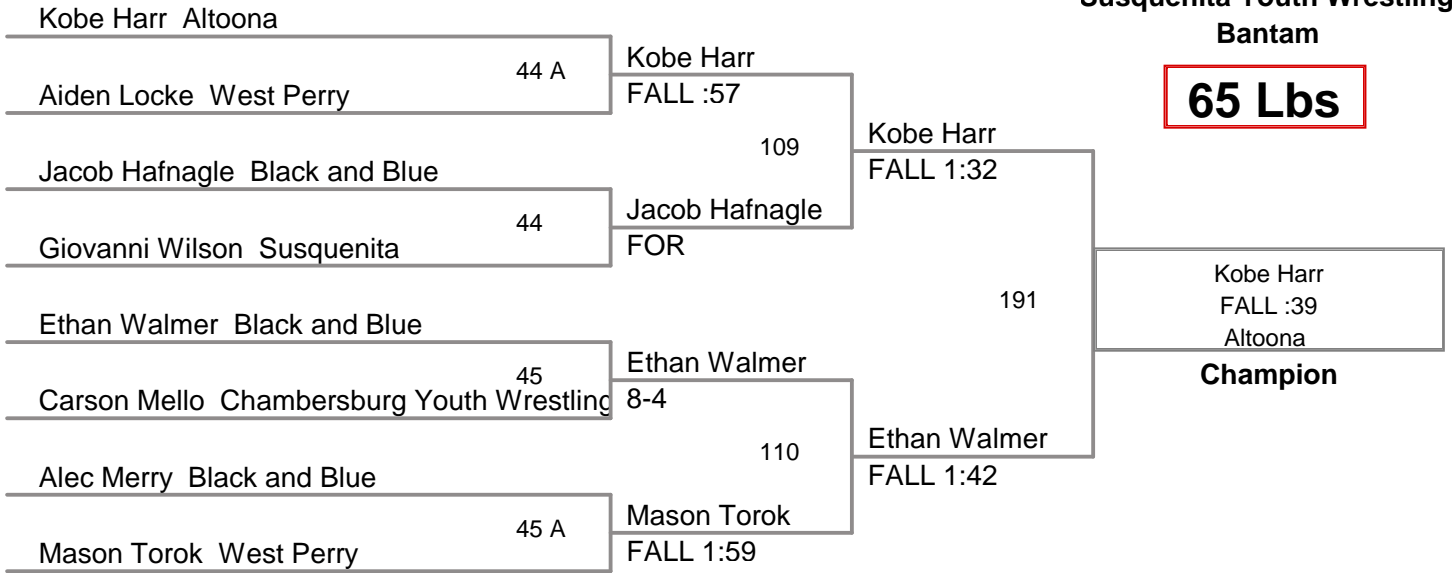 Susquenita Youth Wrestling
Bantam
65 Lbs
Kobe Harr Altoona
44 A
Aiden Locke West Perry
Kobe Harr
FALL :57
Jacob Hafnagle Black and Blue
44
Giovanni Wilson Susquenita
109
Jacob Hafnagle
FOR
Kobe Harr
FALL 1:32
Ethan Walmer Black and Blue
45
Carson Mello Chambersburg Youth Wrestling
Ethan Walmer
8-4
Alec Merry Black and Blue
45 A
Mason Torok West Perry
110
Mason Torok
FALL 1:59
Ethan Walmer
FALL 1:42
191
Kobe Harr
FALL :39
Altoona
Champion